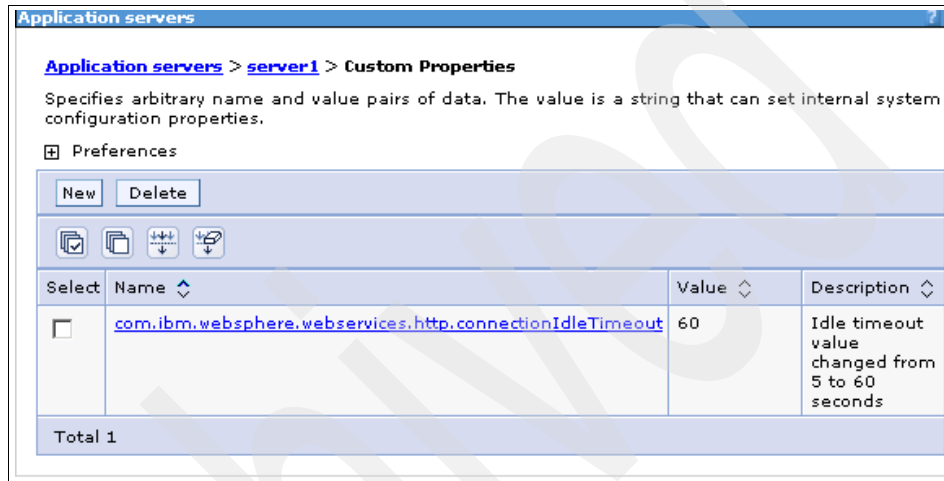 Application servers ?
Application servers > server1 > Custom Properties
Specifies arbitrary name and value pairs of data. The value is a string that can set internal system
configuration properties.
Preferences
New Delete
Select Name Value Description
com.ibm.websphere.webservices.http.connectionIdleTimeout 60 Idle timeout
value
changed from
5 to 60
seconds
Total 1